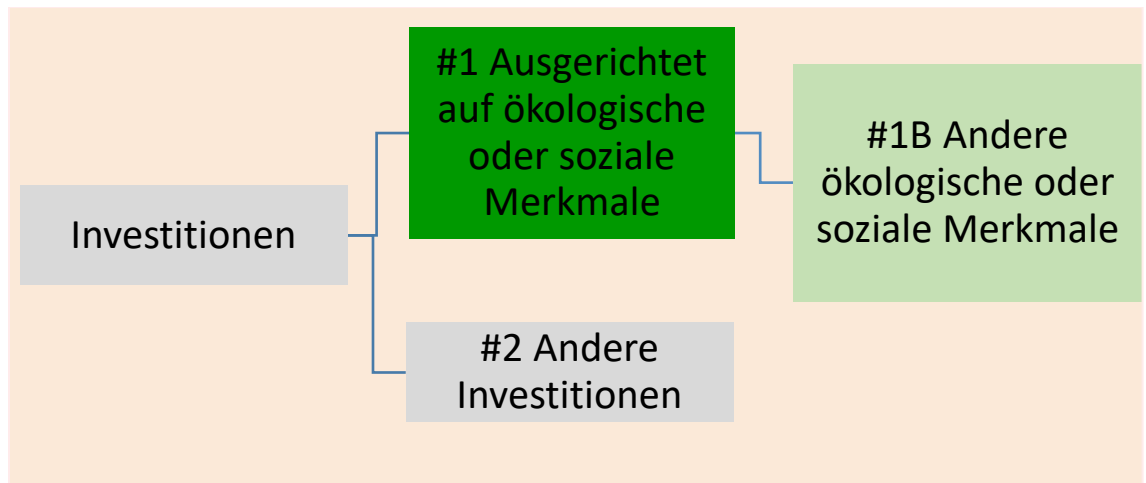 Investitionen
#1 Ausgerichtet
auf ökologische
oder soziale
Merkmale
#1B Andere
ökologische oder
soziale Merkmale
#2 Andere
Investitionen